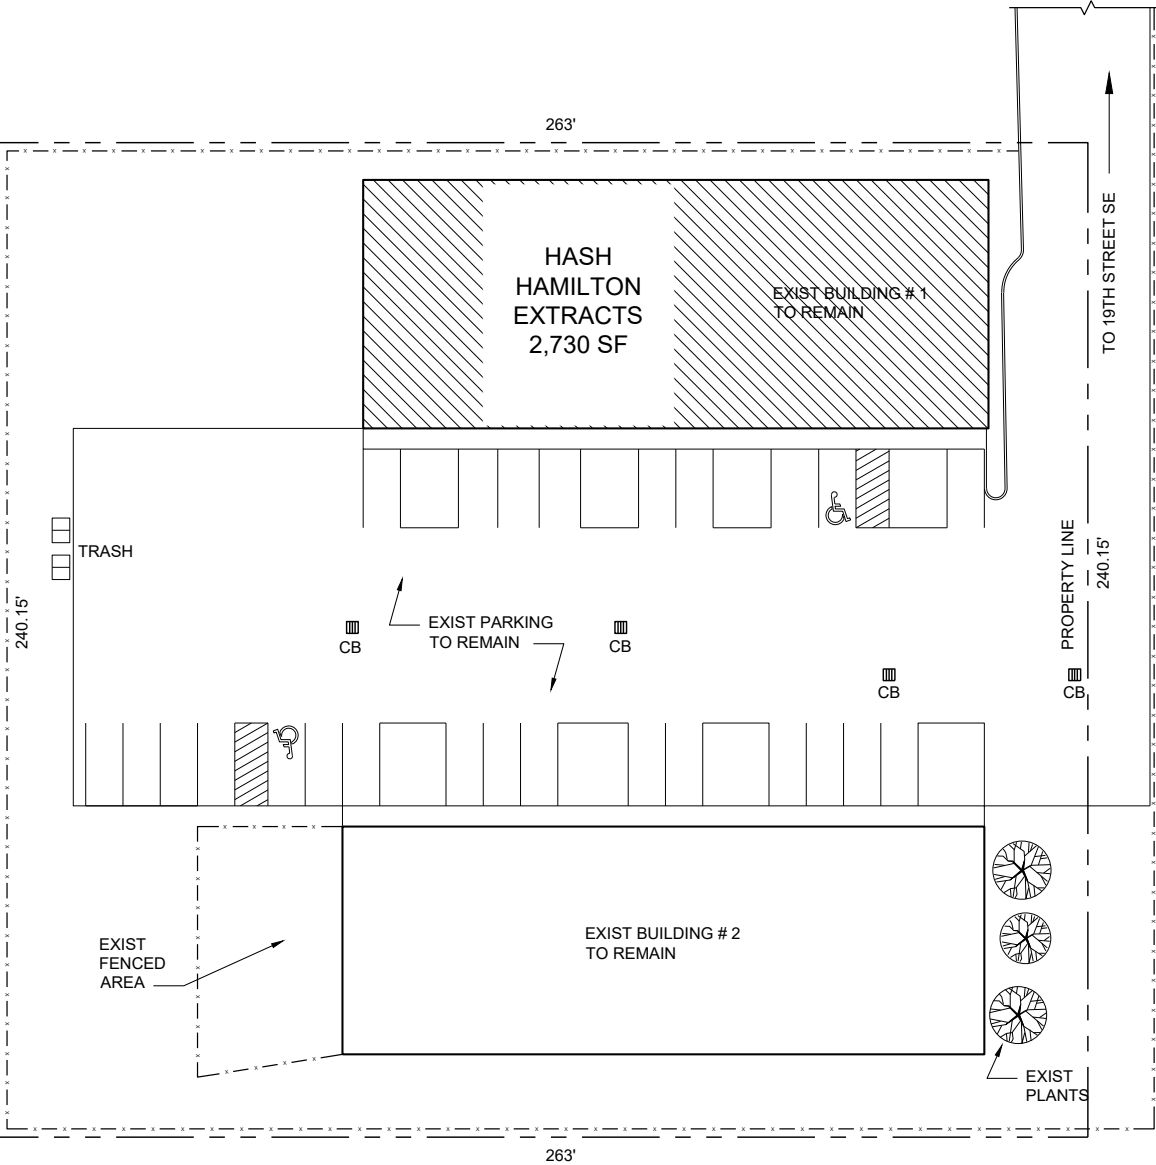 263'
TO 19TH STREET SE
HASH
HAMILTON
EXTRACTS
2,730 SF
EXIST BUILDING # 1
TO REMAIN
TRASH
240.15'
PROPERTY LINE
240.15'
EXIST PARKING
TO REMAIN
CB
CB
CB
CB
EXIST
FENCED
AREA
EXIST BUILDING # 2
TO REMAIN
EXIST
PLANTS
263'